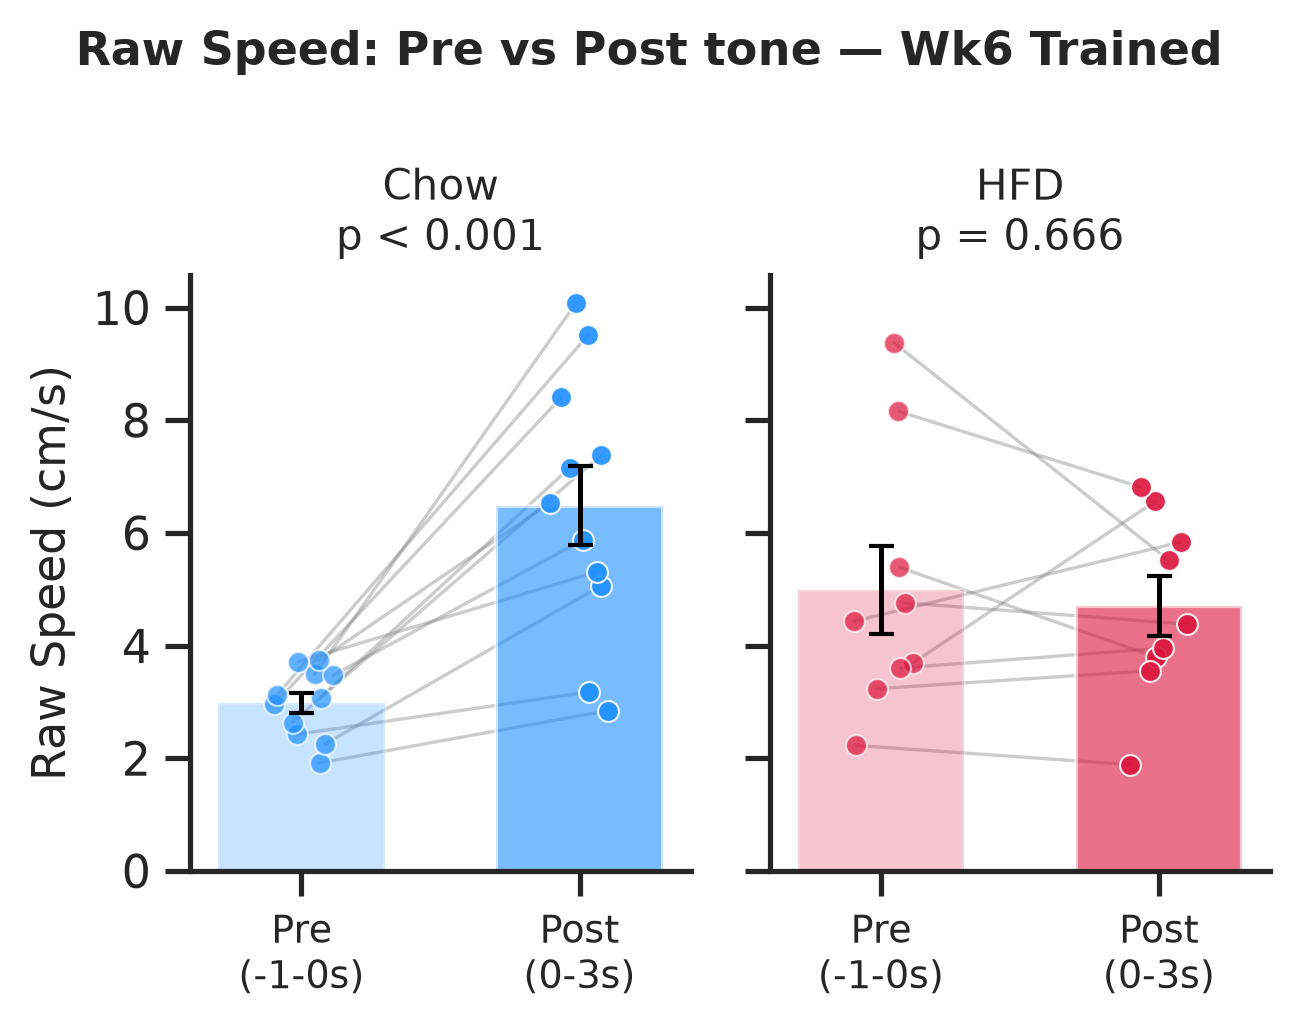 Raw Speed: Pre vs Post tone — Wk6 Trained
Chow
p < 0.001
HFD
p = 0.666
Raw Speed (cm/s)
10
8
6
4
2
0
Pre
(-1-0s)
Post
(0-3s)
Pre
(-1-0s)
Post
(0-3s)